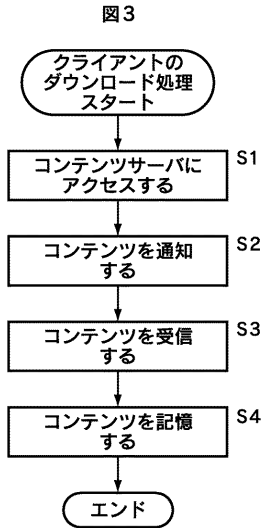 図3
クライアントの
ダウンロード処理
スタート
コンテンツサーバに
アクセスする
S1
コンテンツを通知
する
S2
コンテンツを受信
する
S3
コンテンツを記憶
する
S4
エンド